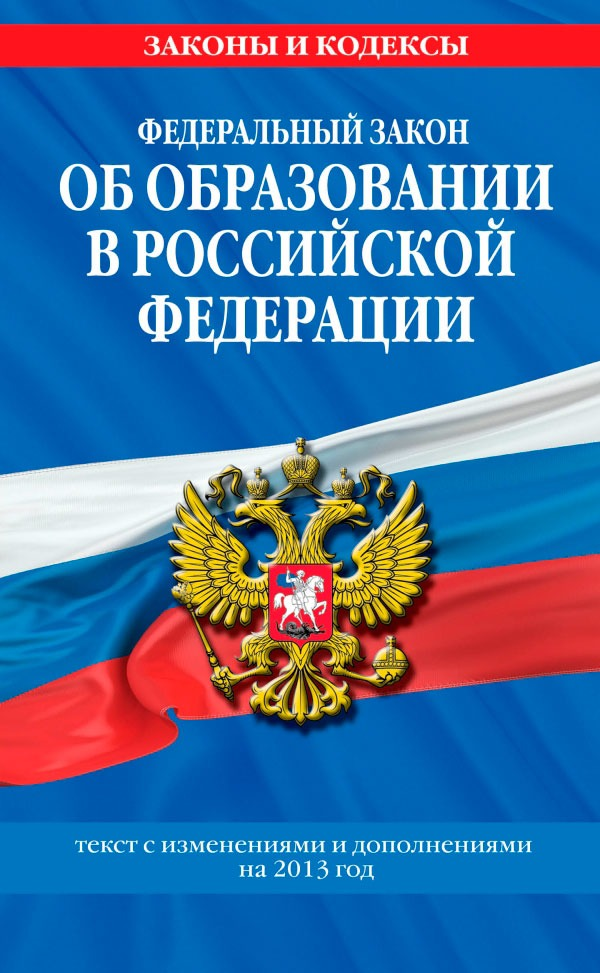 ЗАКОНЫ И КОДЕКСЫ
ФЕДЕРАЛЬНЫЙ ЗАКОН
ОБ ОБРАЗОВАНИИ
В РОССИЙСКОЙ
ФЕДЕРАЦИИ
текст с изменениями и дополнениями
на 2013 год